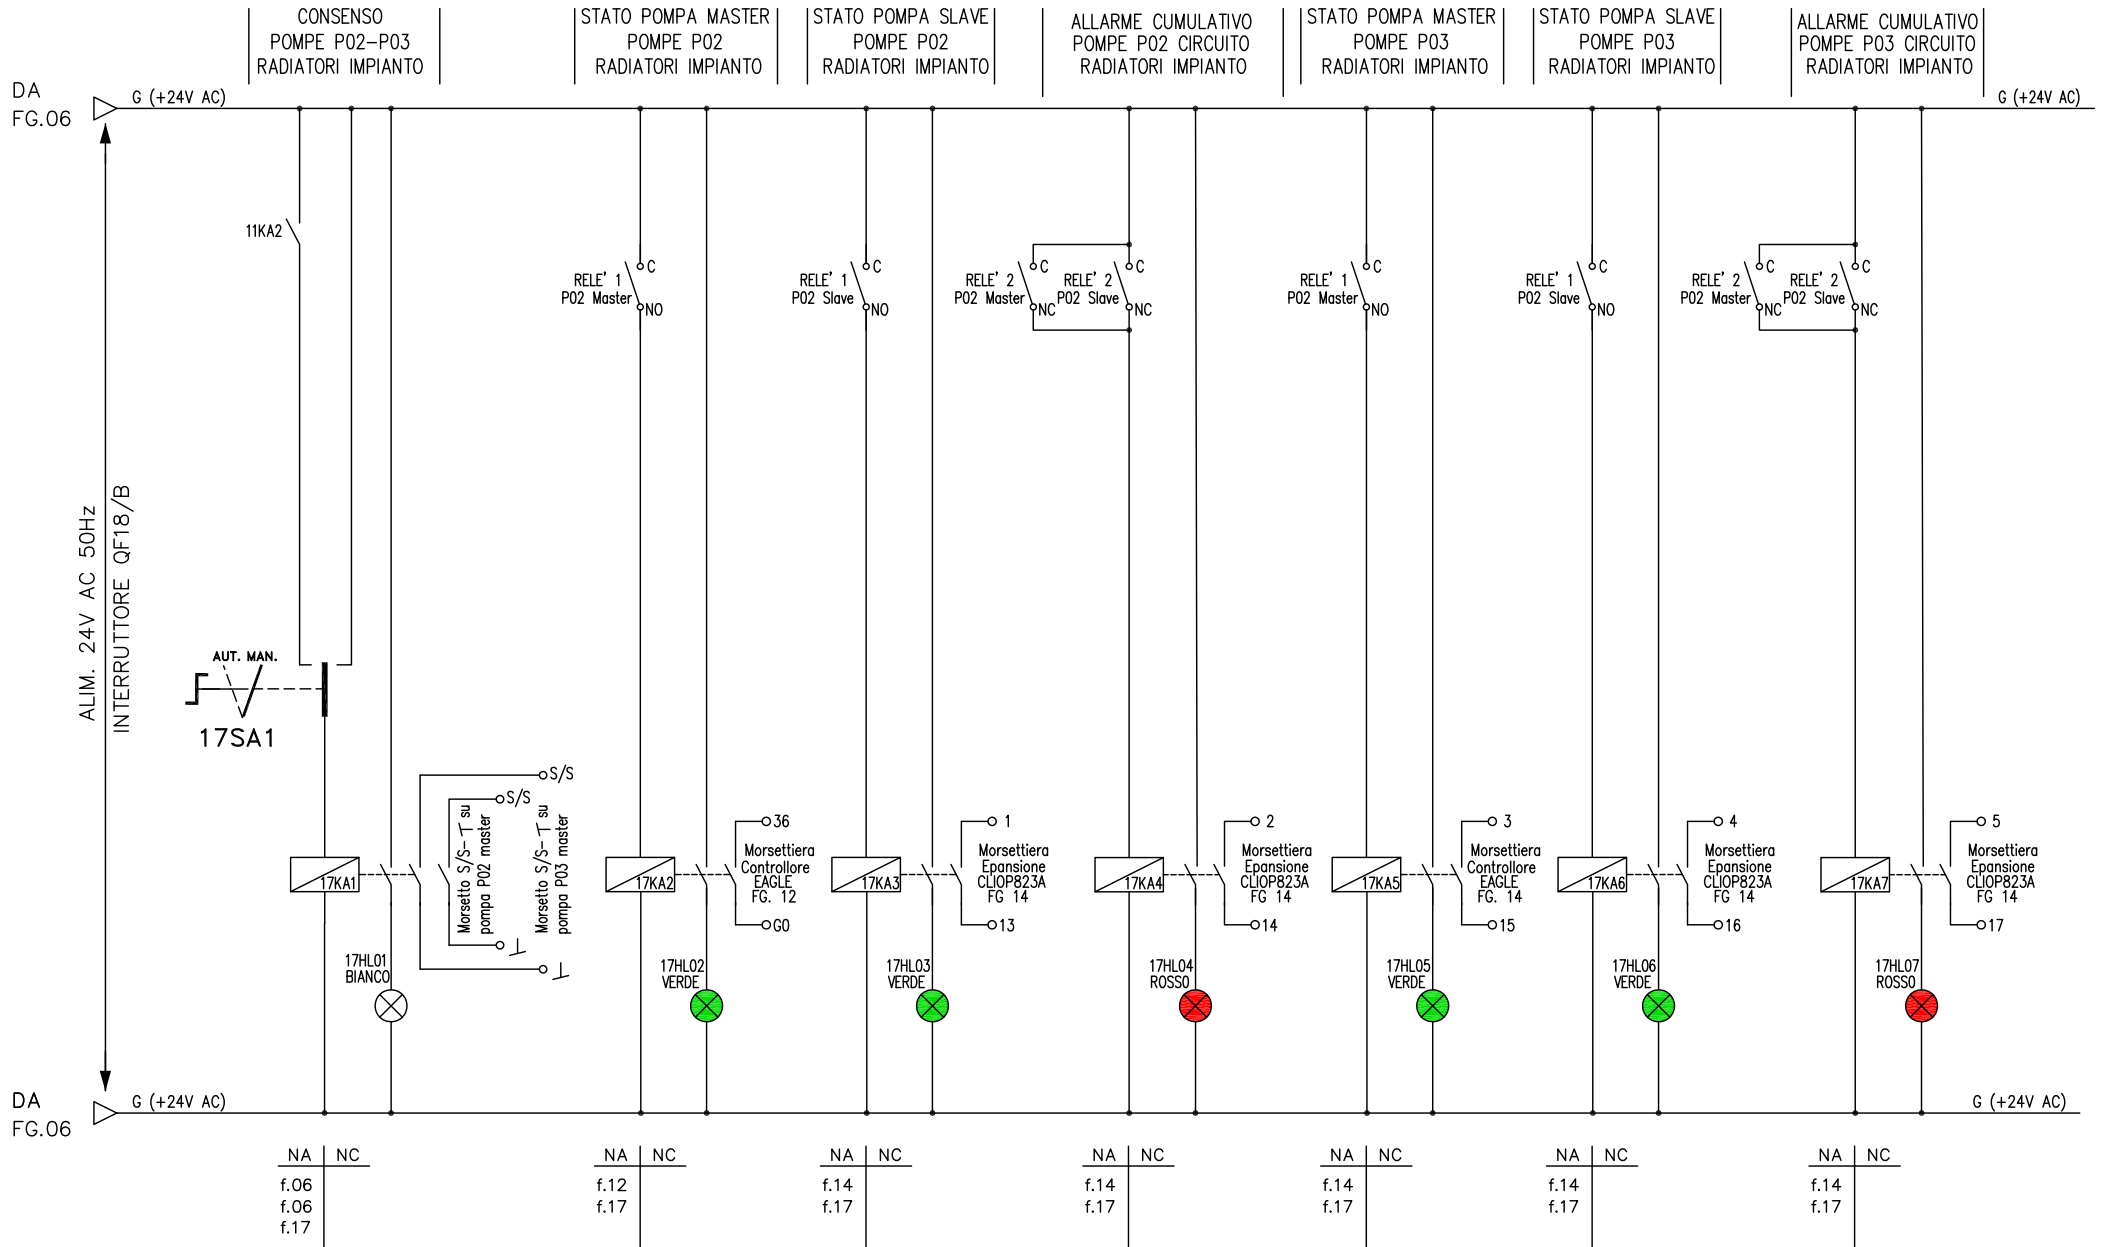 CONSENSO
POMPE P02-P03
RADIATORI IMPIANTO
STATO POMPA MASTER
POMPE P02
RADIATORI IMPIANTO
STATO POMPA SLAVE
POMPE P02
RADIATORI IMPIANTO
ALLARME CUMULATIVO
POMPE P02 CIRCUITO
RADIATORI IMPIANTO
STATO POMPA MASTER
POMPE P03
RADIATORI IMPIANTO
STATO POMPA SLAVE
POMPE P03
RADIATORI IMPIANTO
ALLARME CUMULATIVO
POMPE P03 CIRCUITO
RADIATORI IMPIANTO
DA
FG.06
G (+24V AC)
G (+24V AC)
11KA2
RELE' 1
P02 Master
C
NO
RELE' 1
P02 Slave
C
NO
RELE' 2
P02 Master
C
NC
RELE' 2
P02 Slave
C
NC
RELE' 1
P02 Master
C
NO
RELE' 1
P02 Slave
C
NO
RELE' 2
P02 Master
C
NC
RELE' 2
P02 Slave
C
NC
ALIM. 24V AC 50Hz
INTERRUTTORE QF18/B
AUT. MAN.
17SA1
S/S
S/S
Morsetto S/S-⊥ su
pompa P02 master
Morsetto S/S-⊥ su
pompa P03 master
17KA1
17HL01
BIANCO
17KA2
36
Morsettiera
Controllore
EAGLE
FG. 12
G0
17HL02
VERDE
17KA3
1
Morsettiera
Epansione
CLIOP823A
FG 14
13
17HL03
VERDE
17KA4
2
Morsettiera
Epansione
CLIOP823A
FG 14
14
17HL04
ROSSO
17KA5
3
Morsettiera
Controllore
EAGLE
FG. 14
15
17HL05
VERDE
17KA6
4
Morsettiera
Epansione
CLIOP823A
FG 14
16
17HL06
VERDE
17KA7
5
Morsettiera
Epansione
CLIOP823A
FG 14
17
17HL07
ROSSO
DA
FG.06
G (+24V AC)
G (+24V AC)
NA NC
f.06
f.06
f.17
NA NC
f.12
f.17
NA NC
f.14
f.17
NA NC
f.14
f.17
NA NC
f.14
f.17
NA NC
f.14
f.17
NA NC
f.14
f.17